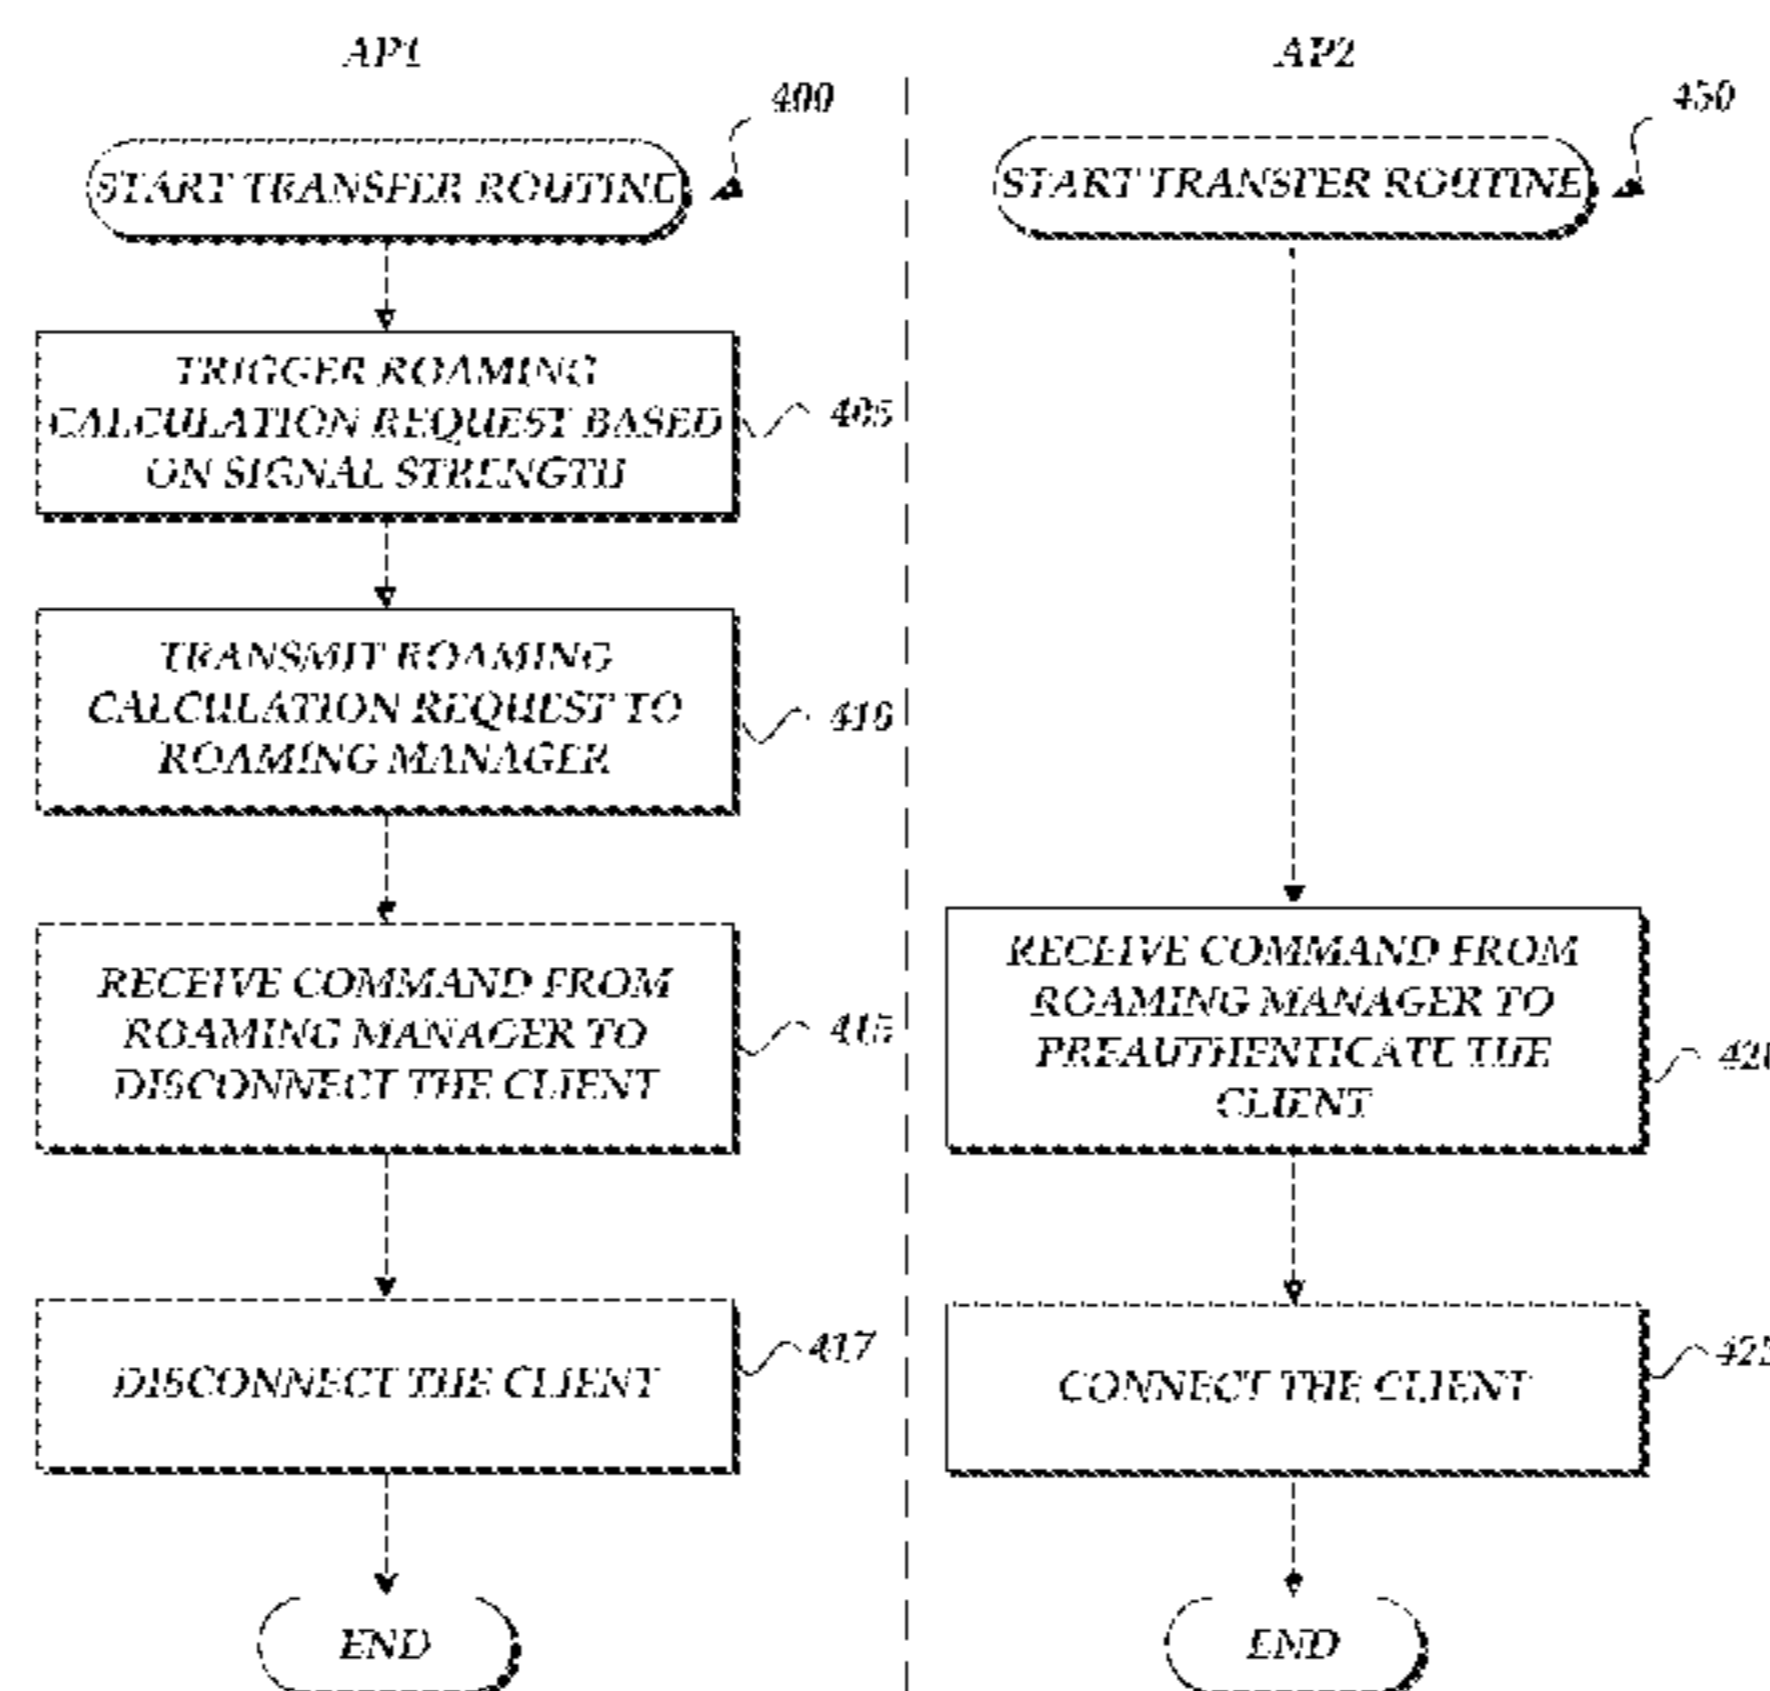 AP1
400
START TRANSFER ROUTINE
TRIGGER ROAMING
CALCULATION REQUEST BASED
ON SIGNAL STRENGTH
405
TRANSMIT ROAMING
CALCULATION REQUEST TO
ROAMING MANAGER
410
RECEIVE COMMAND FROM
ROAMING MANAGER TO
DISCONNECT THE CLIENT
415
DISCONNECT THE CLIENT
417
END
AP2
450
START TRANSFER ROUTINE
RECEIVE COMMAND FROM
ROAMING MANAGER TO
PREAUTHENTICATE THE
CLIENT
420
CONNECT THE CLIENT
END